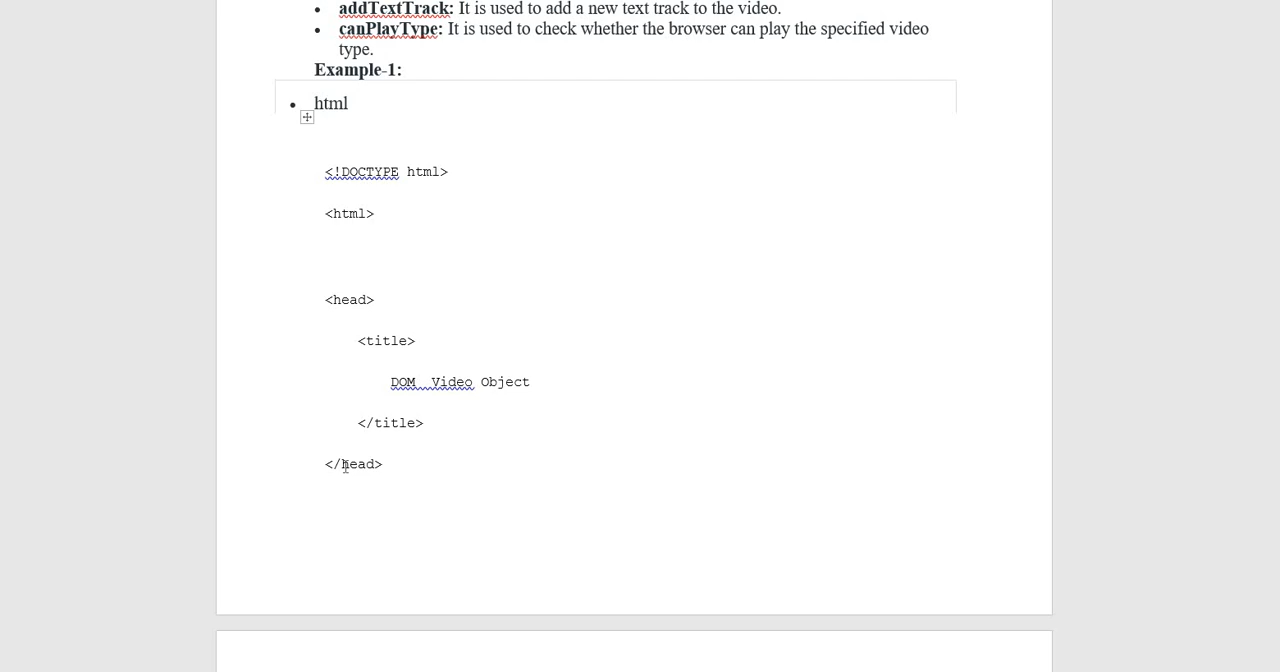 • addTextTrack: It is used to add a new text track to the video.
• canPlayType: It is used to check whether the browser can play the specified video
type.
Example-1:
• html
<!DOCTYPE html>
<html>
<head>
<title>
DOM  Video Object
</title>
</head>